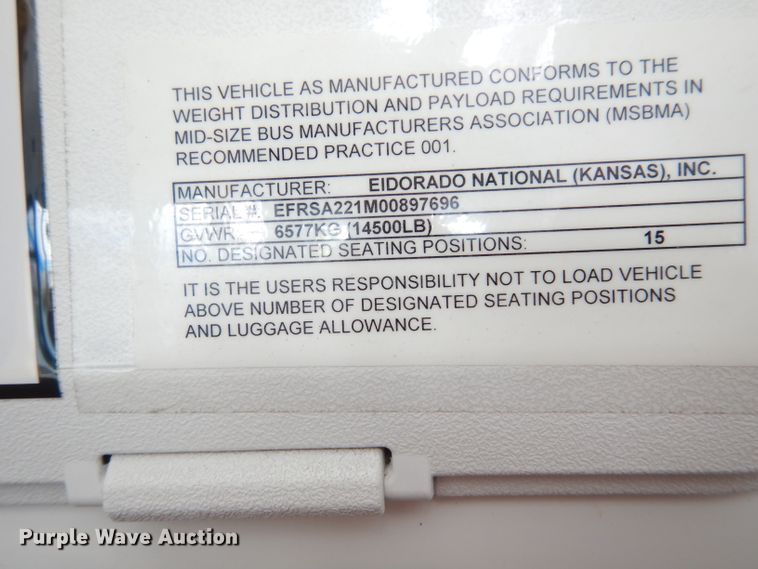 THIS VEHICLE AS MANUFACTURED CONFORMS TO THE
WEIGHT DISTRIBUTION AND PAYLOAD REQUIREMENTS IN
MID-SIZE BUS MANUFACTURERS ASSOCIATION (MSBMA)
RECOMMENDED PRACTICE 001.
MANUFACTURER: ElDORADO NATIONAL (KANSAS), INC.
SERIAL #: EFRSA221M00897696
GVWR: 6577KG (14500LB)
NO. DESIGNATED SEATING POSITIONS: 15
IT IS THE USERS RESPONSIBILITY NOT TO LOAD VEHICLE
ABOVE NUMBER OF DESIGNATED SEATING POSITIONS
AND LUGGAGE ALLOWANCE.
Purple Wave Auction